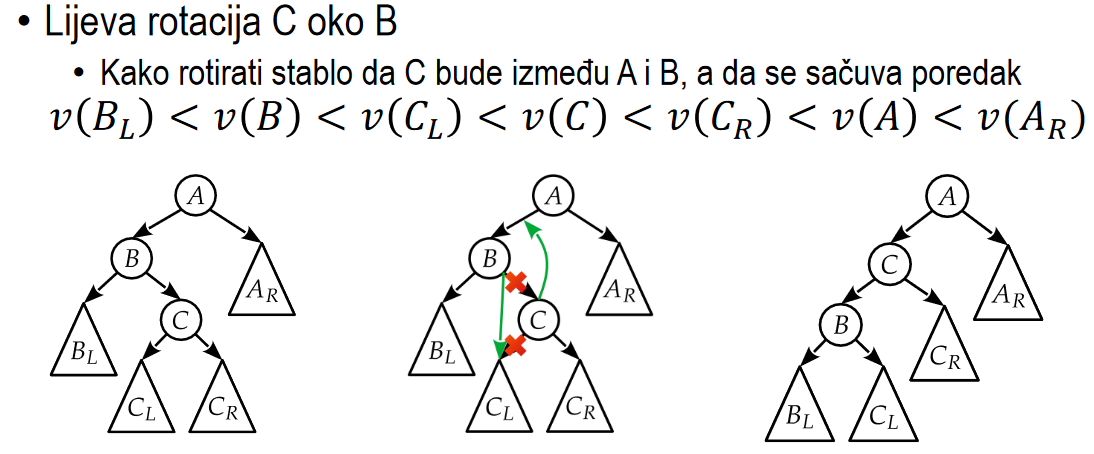 • Lijeva rotacija C oko B
• Kako rotirati stablo da C bude između A i B, a da se sačuva poredak
v(B_L) < v(B) < v(C_L) < v(C) < v(C_R) < v(A) < v(A_R)
A
B
A_R
C
B_L
C_L
C_R
A
B
A_R
C
B_L
C_L
C_R
A
C
A_R
B
C_R
B_L
C_L